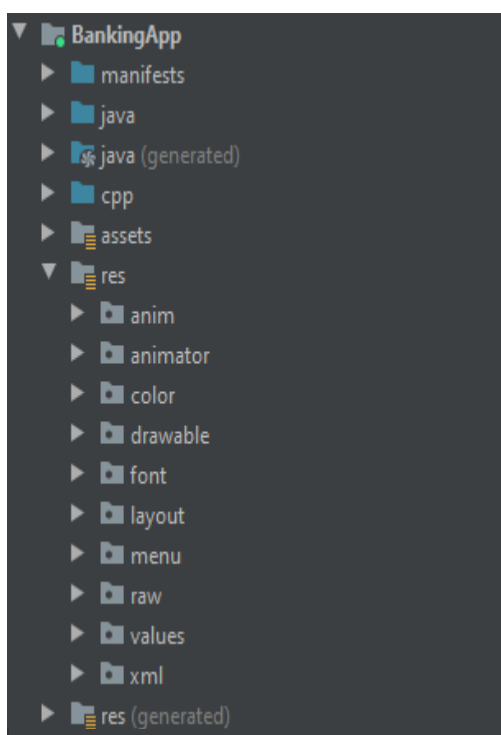 BankingApp
manifests
java
java (generated)
cpp
assets
res
anim
animator
color
drawable
font
layout
menu
raw
values
xml
res (generated)